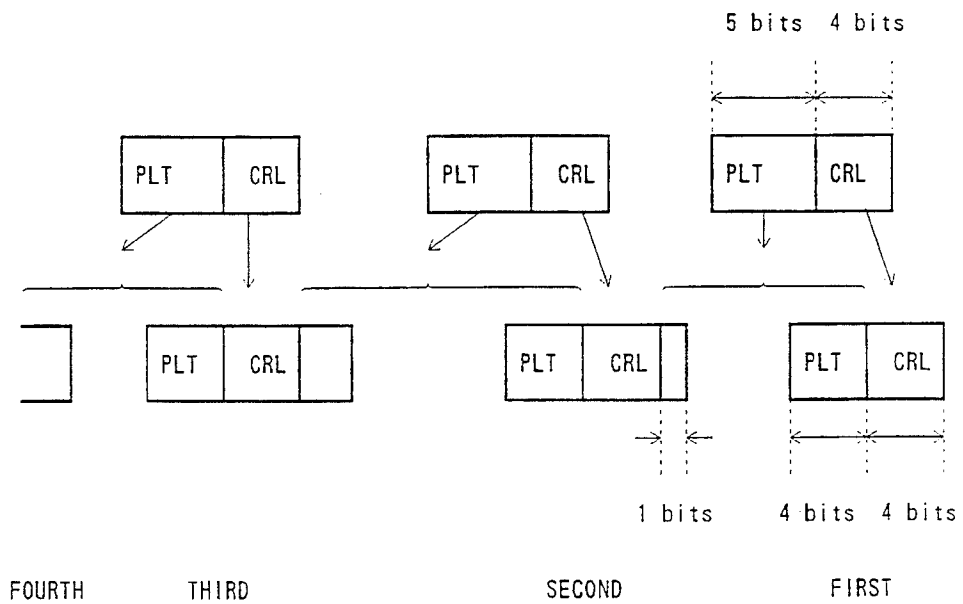 5 bits 4 bits
PLT CRL PLT CRL PLT CRL
PLT CRL PLT CRL PLT CRL
1 bits 4 bits 4 bits
FOURTH THIRD SECOND FIRST